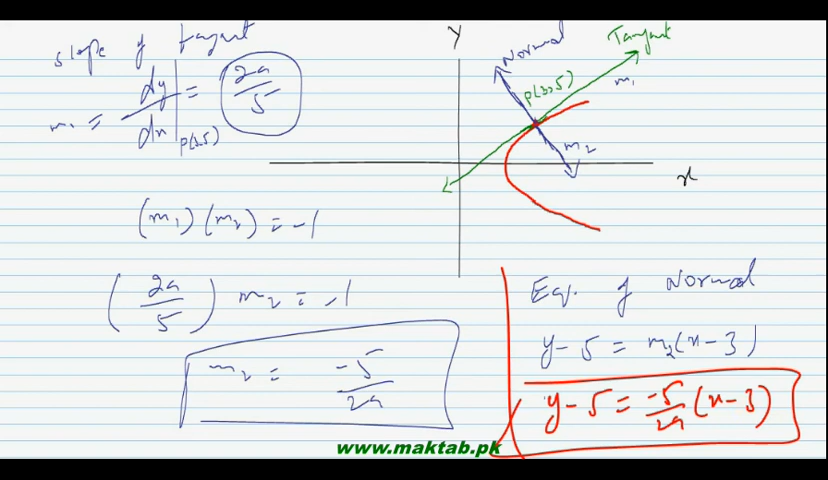 slope of tangent
m₁ = dy/dx |P(3,5) = 2a/5
(m₁)(m₂) = -1
(2a/5) m₂ = -1
m₂ = -5/2a
y
Normal
Tangent
P(3,5)
m₁
m₂
x
Eq. of Normal
y-5 = m₂(x-3)
y-5 = -5/2a (x-3)
www.maktab.pk